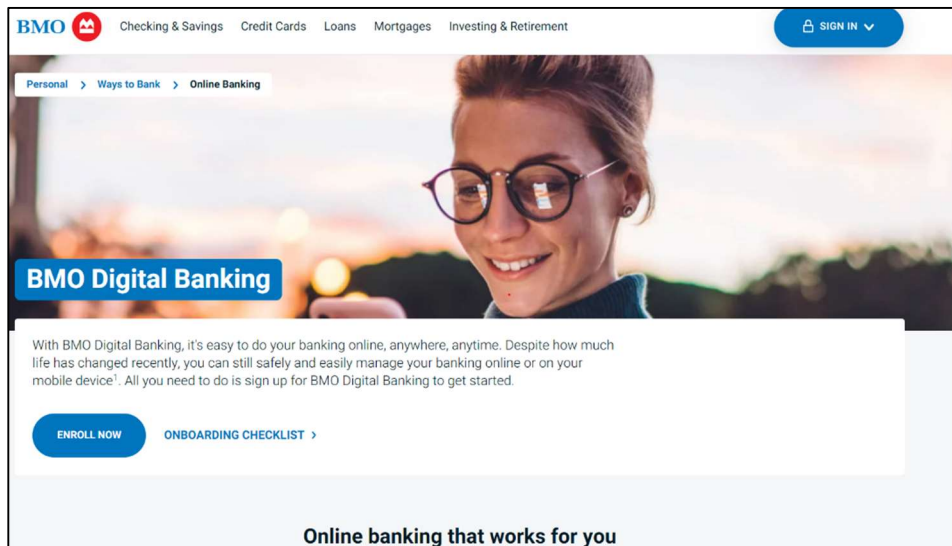 BMO Checking & Savings Credit Cards Loans Mortgages Investing & Retirement SIGN IN
Personal > Ways to Bank > Online Banking
BMO Digital Banking
With BMO Digital Banking, it's easy to do your banking online, anywhere, anytime. Despite how much
life has changed recently, you can still safely and easily manage your banking online or on your
mobile device¹. All you need to do is sign up for BMO Digital Banking to get started.
ENROLL NOW ONBOARDING CHECKLIST >
Online banking that works for you